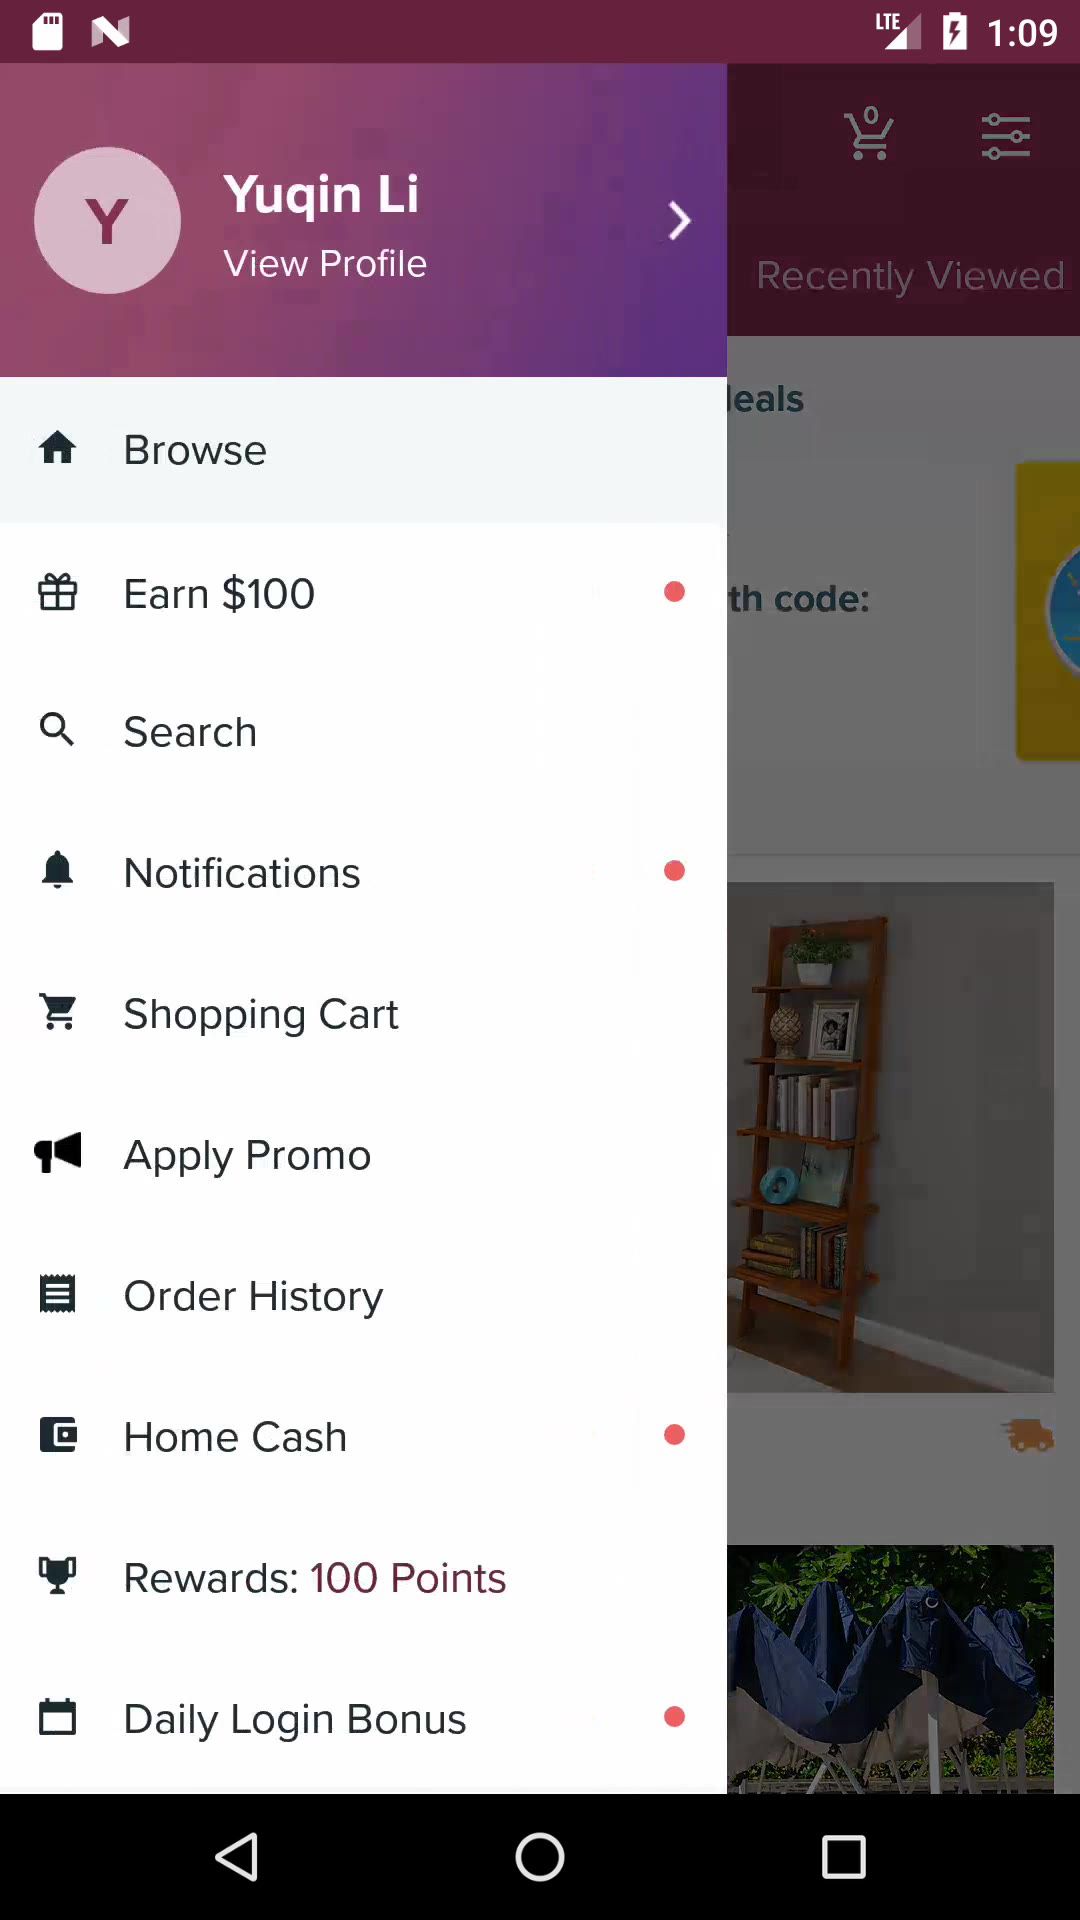 LTE 1:09
0
Y
Yuqin Li
View Profile
Recently Viewed
deals
Browse
Earn $100
th code:
Search
Notifications
Shopping Cart
Apply Promo
Order History
Home Cash
Rewards: 100 Points
Daily Login Bonus